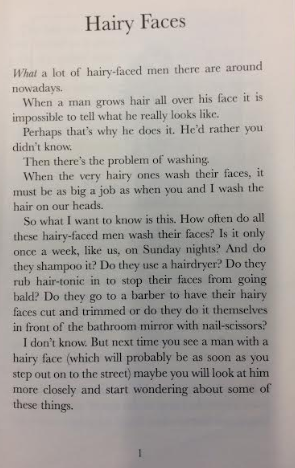 Hairy Faces
What a lot of hairy-faced men there are around
nowadays.
When a man grows hair all over his face it is
impossible to tell what he really looks like.
Perhaps that's why he does it. He'd rather you
didn't know.
Then there's the problem of washing.
When the very hairy ones wash their faces, it
must be as big a job as when you and I wash the
hair on our heads.
So what I want to know is this. How often do all
these hairy-faced men wash their faces? Is it only
once a week, like us, on Sunday nights? And do
they shampoo it? Do they use a hairdryer? Do they
rub hair-tonic in to stop their faces from going
bald? Do they go to a barber to have their hairy
faces cut and trimmed or do they do it themselves
in front of the bathroom mirror with nail-scissors?
I don't know. But next time you see a man with a
hairy face (which will probably be as soon as you
step out on to the street) maybe you will look at him
more closely and start wondering about some of
these things.
1